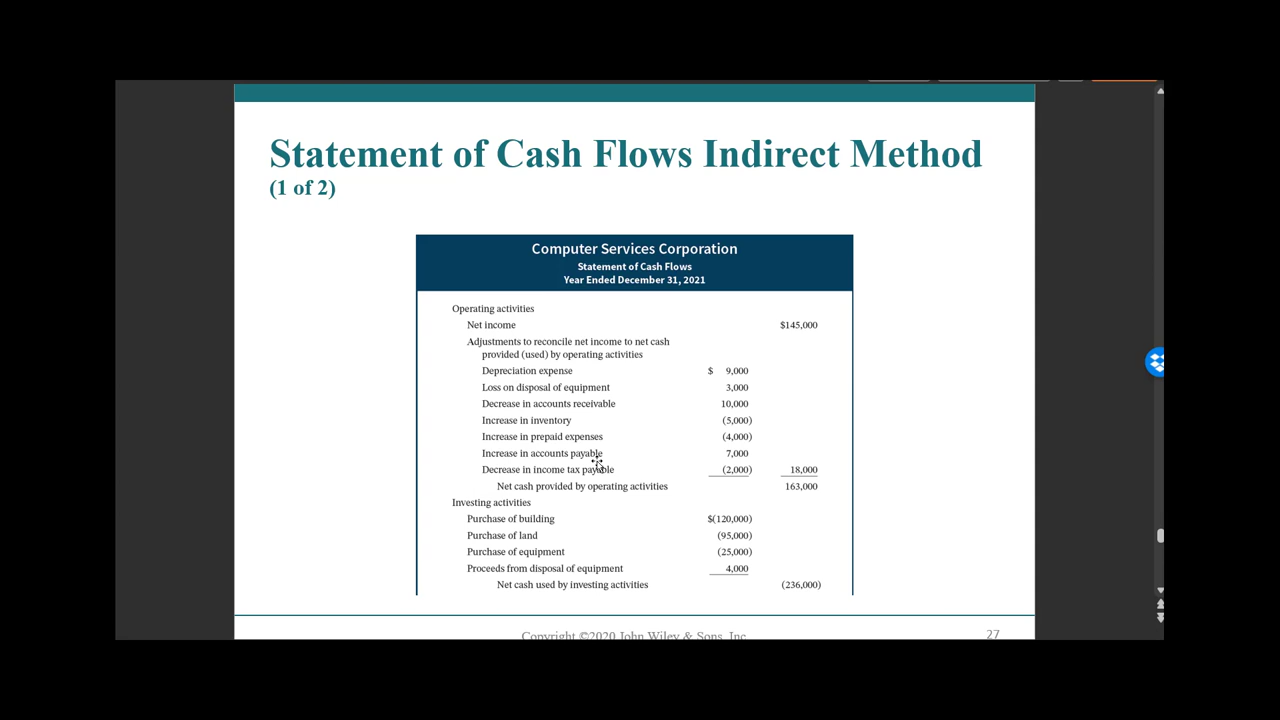 Statement of Cash Flows Indirect Method
(1 of 2)
Computer Services Corporation
Statement of Cash Flows
Year Ended December 31, 2021
Operating activities
Net income $145,000
Adjustments to reconcile net income to net cash
provided (used) by operating activities
Depreciation expense $ 9,000
Loss on disposal of equipment 3,000
Decrease in accounts receivable 10,000
Increase in inventory (5,000)
Increase in prepaid expenses (4,000)
Increase in accounts payable 7,000
Decrease in income tax payable (2,000) 18,000
Net cash provided by operating activities 163,000
Investing activities
Purchase of building $(120,000)
Purchase of land (95,000)
Purchase of equipment (25,000)
Proceeds from disposal of equipment 4,000
Net cash used by investing activities (236,000)
Copyright ©2020 John Wiley & Sons, Inc. 27